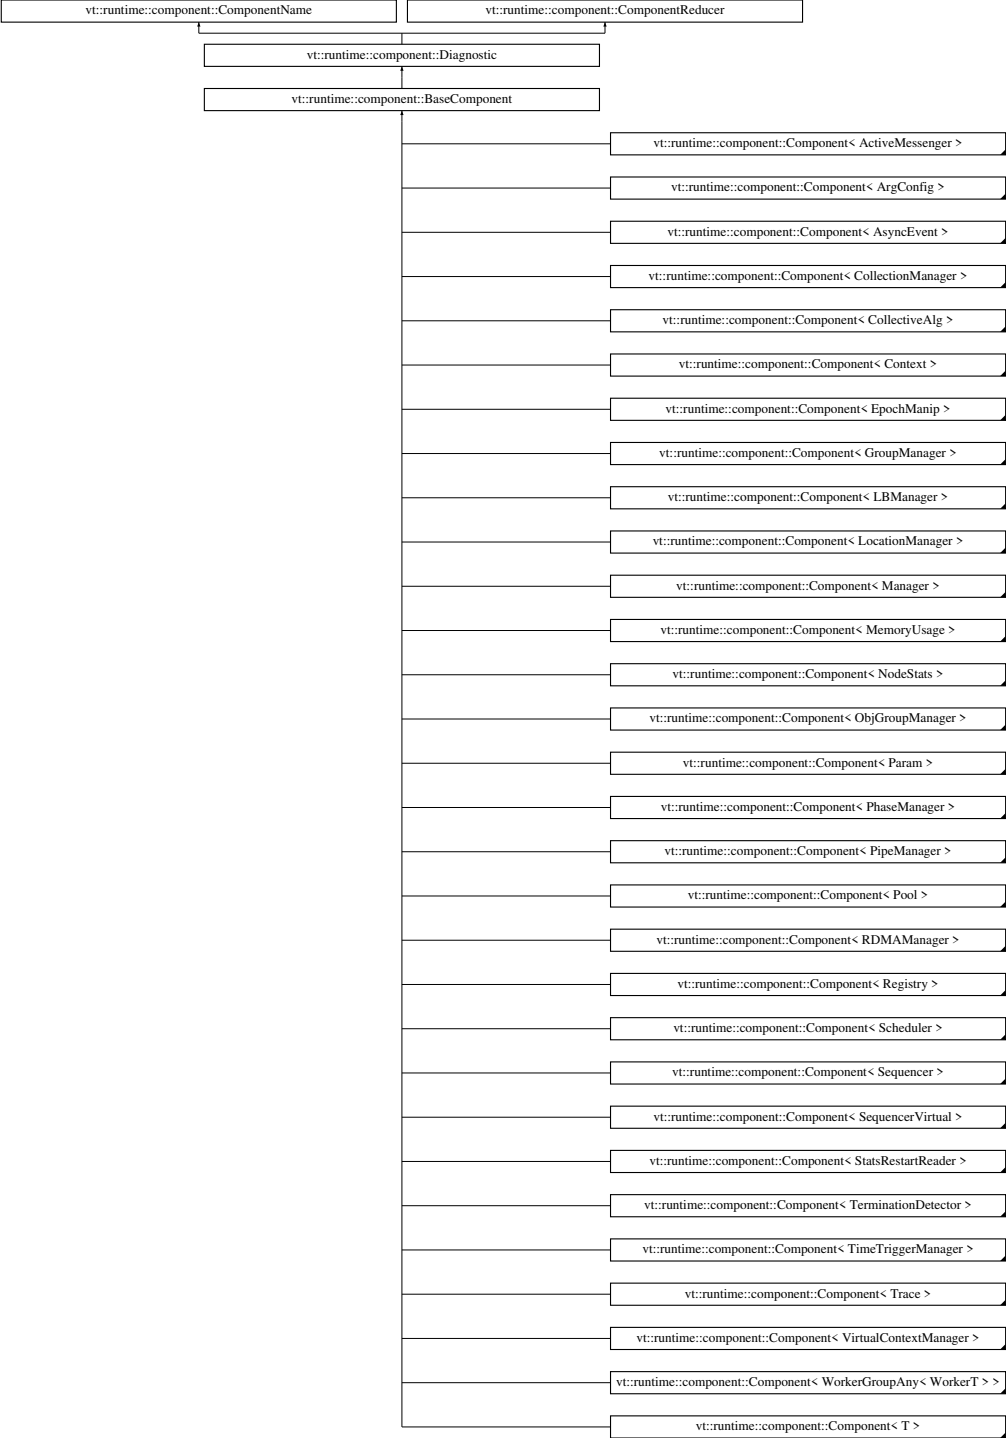 vt::runtime::component::ComponentName
vt::runtime::component::ComponentReducer
vt::runtime::component::Diagnostic
vt::runtime::component::BaseComponent
vt::runtime::component::Component< ActiveMessenger >
vt::runtime::component::Component< ArgConfig >
vt::runtime::component::Component< AsyncEvent >
vt::runtime::component::Component< CollectionManager >
vt::runtime::component::Component< CollectiveAlg >
vt::runtime::component::Component< Context >
vt::runtime::component::Component< EpochManip >
vt::runtime::component::Component< GroupManager >
vt::runtime::component::Component< LBManager >
vt::runtime::component::Component< LocationManager >
vt::runtime::component::Component< Manager >
vt::runtime::component::Component< MemoryUsage >
vt::runtime::component::Component< NodeStats >
vt::runtime::component::Component< ObjGroupManager >
vt::runtime::component::Component< Param >
vt::runtime::component::Component< PhaseManager >
vt::runtime::component::Component< PipeManager >
vt::runtime::component::Component< Pool >
vt::runtime::component::Component< RDMAManager >
vt::runtime::component::Component< Registry >
vt::runtime::component::Component< Scheduler >
vt::runtime::component::Component< Sequencer >
vt::runtime::component::Component< SequencerVirtual >
vt::runtime::component::Component< StatsRestartReader >
vt::runtime::component::Component< TerminationDetector >
vt::runtime::component::Component< TimeTriggerManager >
vt::runtime::component::Component< Trace >
vt::runtime::component::Component< VirtualContextManager >
vt::runtime::component::Component< WorkerGroupAny< WorkerT > >
vt::runtime::component::Component< T >